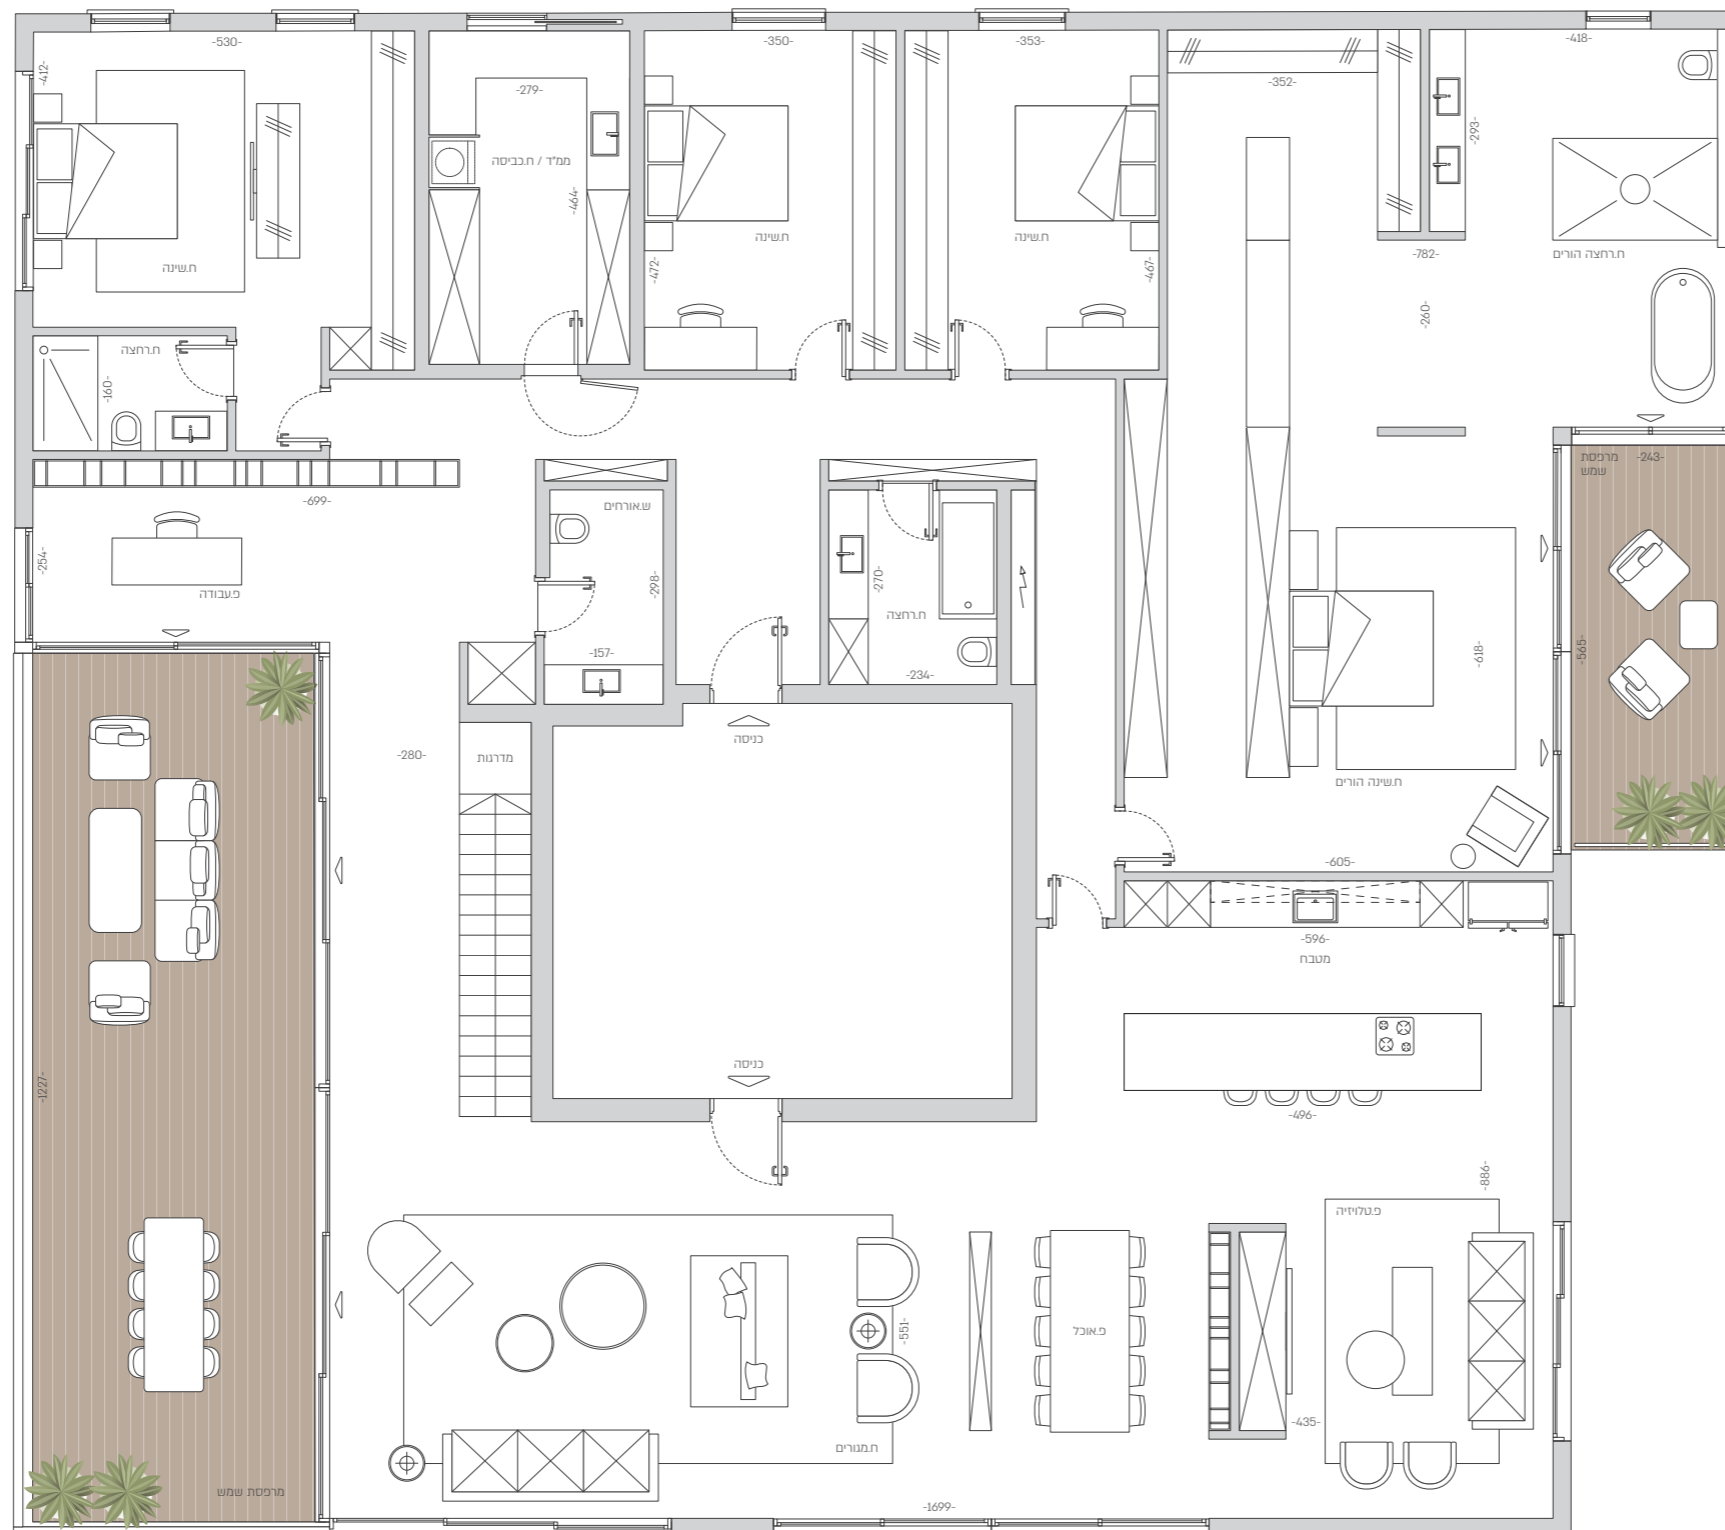 -530-
-412-
ח.שינה
-279-
ממ"ד / ח.כביסה
-464-
-350-
ח.שינה
-472-
-353-
ח.שינה
-467-
-352-
-418-
-293-
-782-
ח.רחצה הורים
-260-
ח.רחצה
-160-
-699-
-254-
פ.עבודה
ש.אורחים
-298-
-157-
-270-
ח.רחצה
-234-
מרפסת
שמש
-243-
-565-
-618-
ח.שינה הורים
-605-
-280-
מדרגות
כניסה
כניסה
-596-
מטבח
-496-
-886-
-1227-
מרפסת שמש
פ.טלויזיה
פ.אוכל
-551-
-435-
ח.מגורים
-1699-